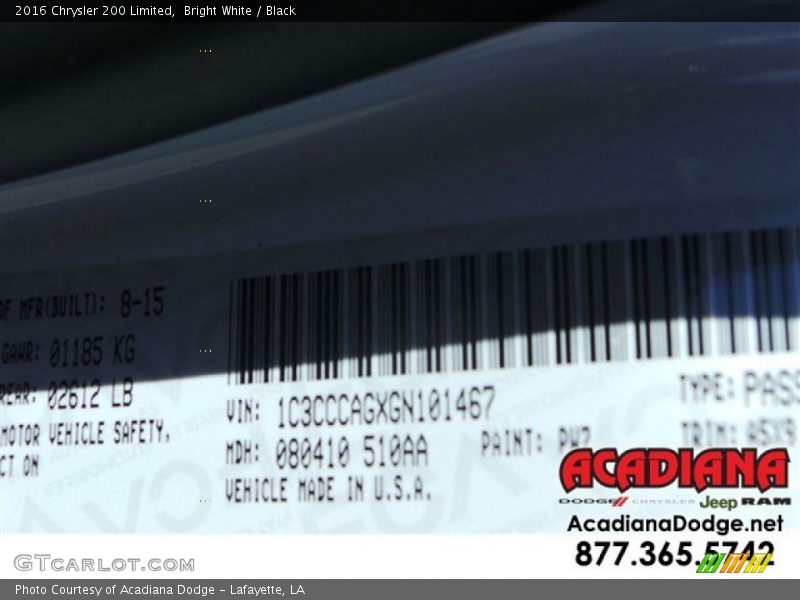 2016 Chrysler 200 Limited,  Bright White / Black
OF MFR(BUILT): 8-15
GAWR: 01185 KG
REAR: 02612 LB
MOTOR VEHICLE SAFETY,
CT ON
VIN: 1C3CCCAGXGN101467
MDH: 080410 510AA
VEHICLE MADE IN U.S.A.
PAINT: PW7
TYPE: PASS
TRIM: A5X9
ACADIANA
DODGE CHRYSLER Jeep RAM
AcadianaDodge.net
877.365.5742
GTCARLOT.COM
Photo Courtesy of Acadiana Dodge - Lafayette, LA